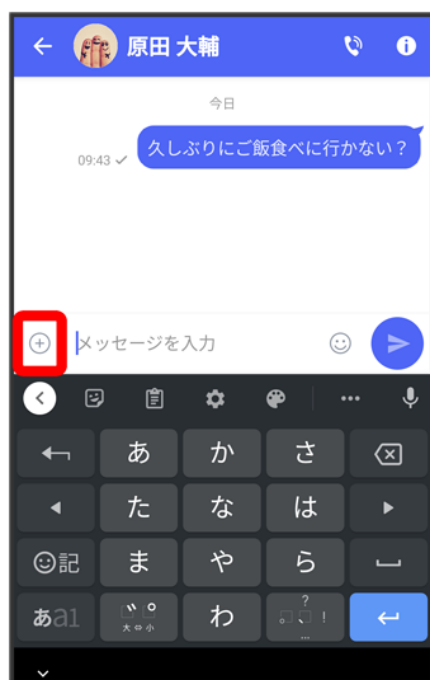 原田 大輔
今日
久しぶりにご飯食べに行かない？
09:43
メッセージを入力
あ か さ
た な は
記 ま や ら
あa1 大⇔小 わ 。、?!…